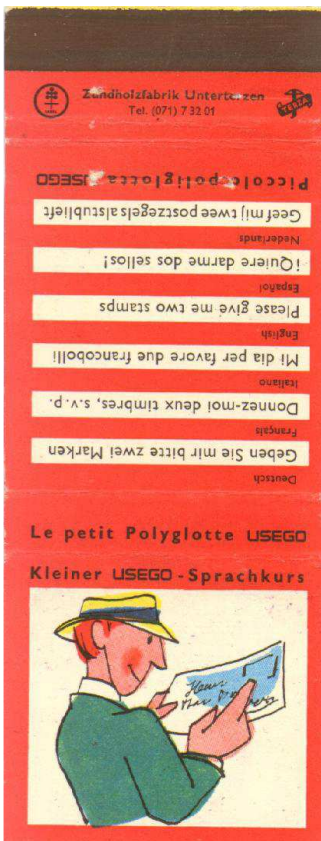 Zündholzfabrik Unterterzen
Tel. (071) 7 32 01
Deutsch
Geben Sie mir bitte zwei Marken
Français
Donnez-moi deux timbres, s.v.p.
Italiano
Mi dia per favore due francobolli
English
Please give me two stamps
Español
¡Quiere darme dos sellos!
Nederlands
Geef mij twee postzegels alstublieft
Piccolo poliglotta USEGO
Le petit Polyglotte USEGO
Kleiner USEGO-Sprachkurs
Herrn